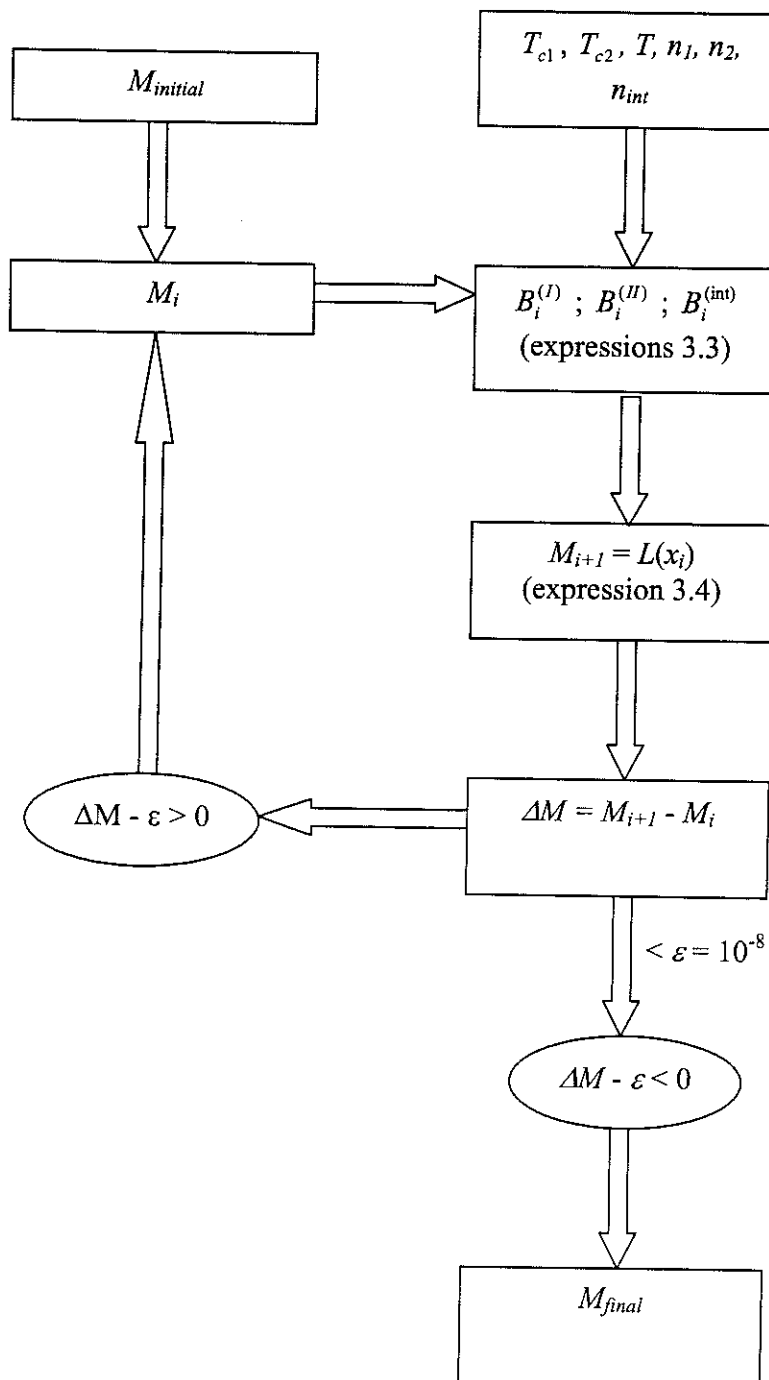 M_initial
T_c1 , T_c2 , T, n_1, n_2,
n_int
M_i
B_i^(I) ; B_i^(II) ; B_i^(int)
(expressions 3.3)
M_i+1 = L(x_i)
(expression 3.4)
ΔM - ε > 0
ΔM = M_i+1 - M_i
< ε = 10^-8
ΔM - ε < 0
M_final